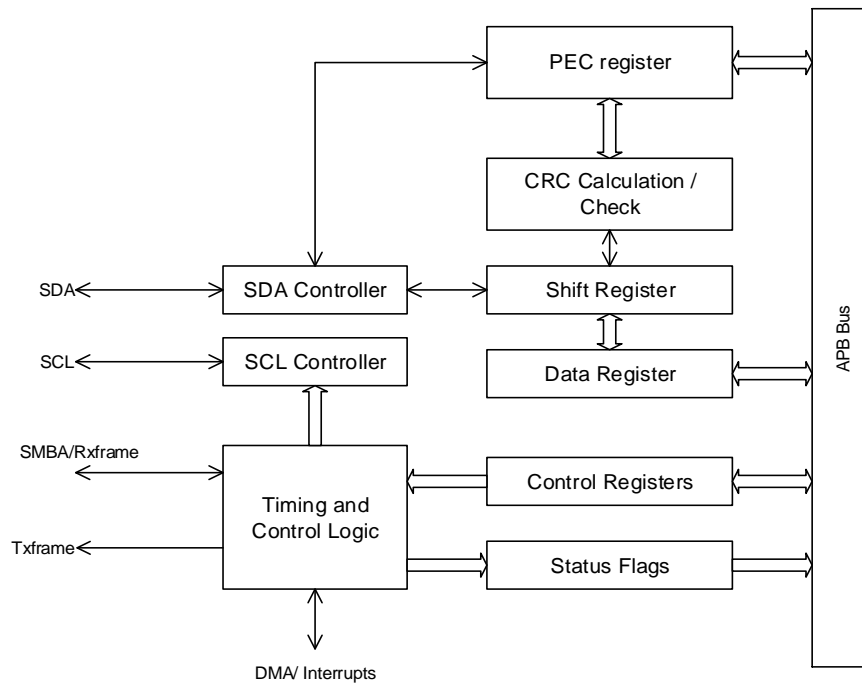 PEC register
CRC Calculation /
Check
SDA
SDA Controller
Shift Register
SCL
SCL Controller
Data Register
APB Bus
SMBA/Rxframe
Timing and
Control Logic
Control Registers
Txframe
Status Flags
DMA/ Interrupts